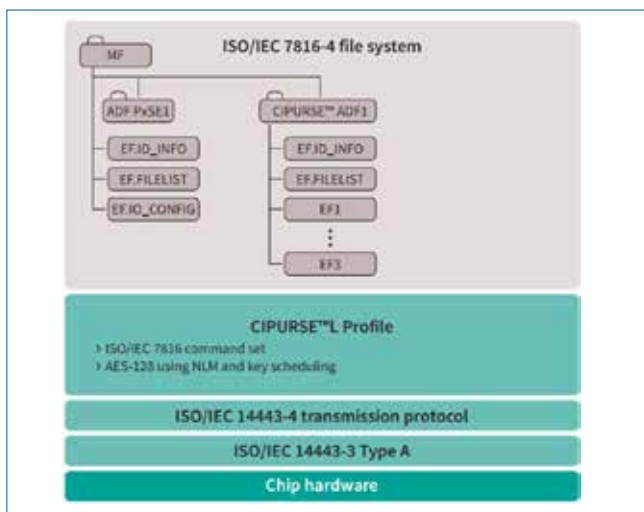 ISO/IEC 7816-4 file system
MF
ADF.PxSE1
CIPURSE™ ADF1
EF.ID_INFO
EF.FILELIST
EF.IO_CONFIG
EF.ID_INFO
EF.FILELIST
EF1
EF3
CIPURSE™L Profile
> ISO/IEC 7816 command set
> AES-128 using NLM and key scheduling
ISO/IEC 14443-4 transmission protocol
ISO/IEC 14443-3 Type A
Chip hardware